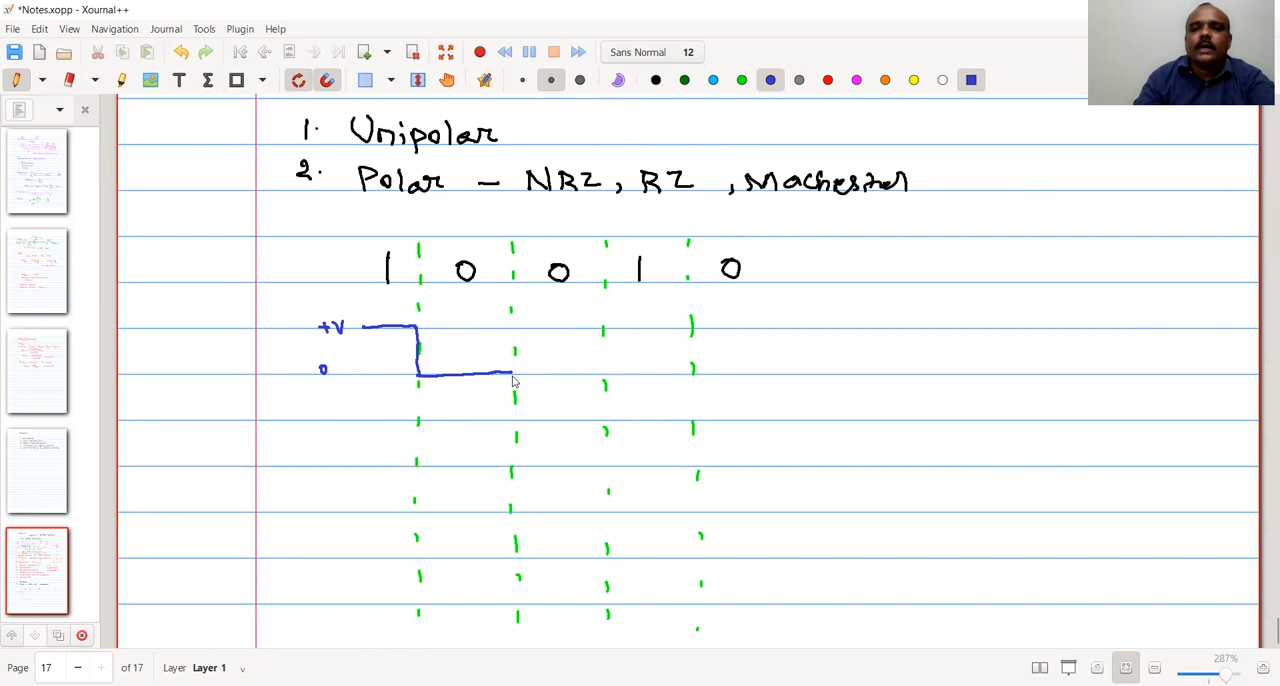 *Notes.xopp - Xournal++
File Edit View Navigation Journal Tools Plugin Help
Sans Normal 12
1. Unipolar
2. Polar - NRZ, RZ, Machester
1 0 0 1 0
+V
0
Page 17 of 17 Layer Layer 1 287%